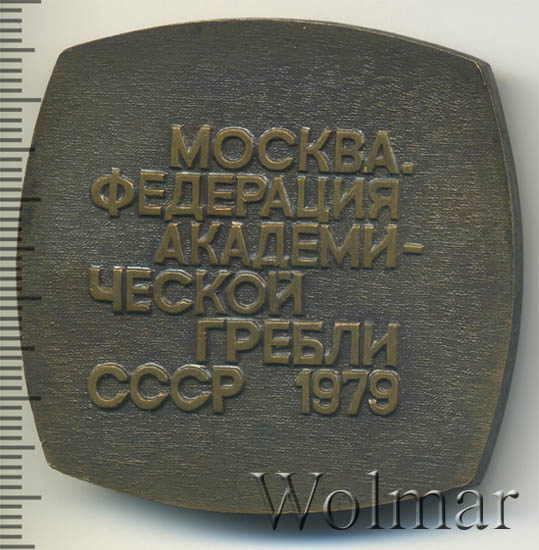 МОСКВА.
ФЕДЕРАЦИЯ
АКАДЕМИ-
ЧЕСКОЙ
ГРЕБЛИ
СССР 1979
Wolmar